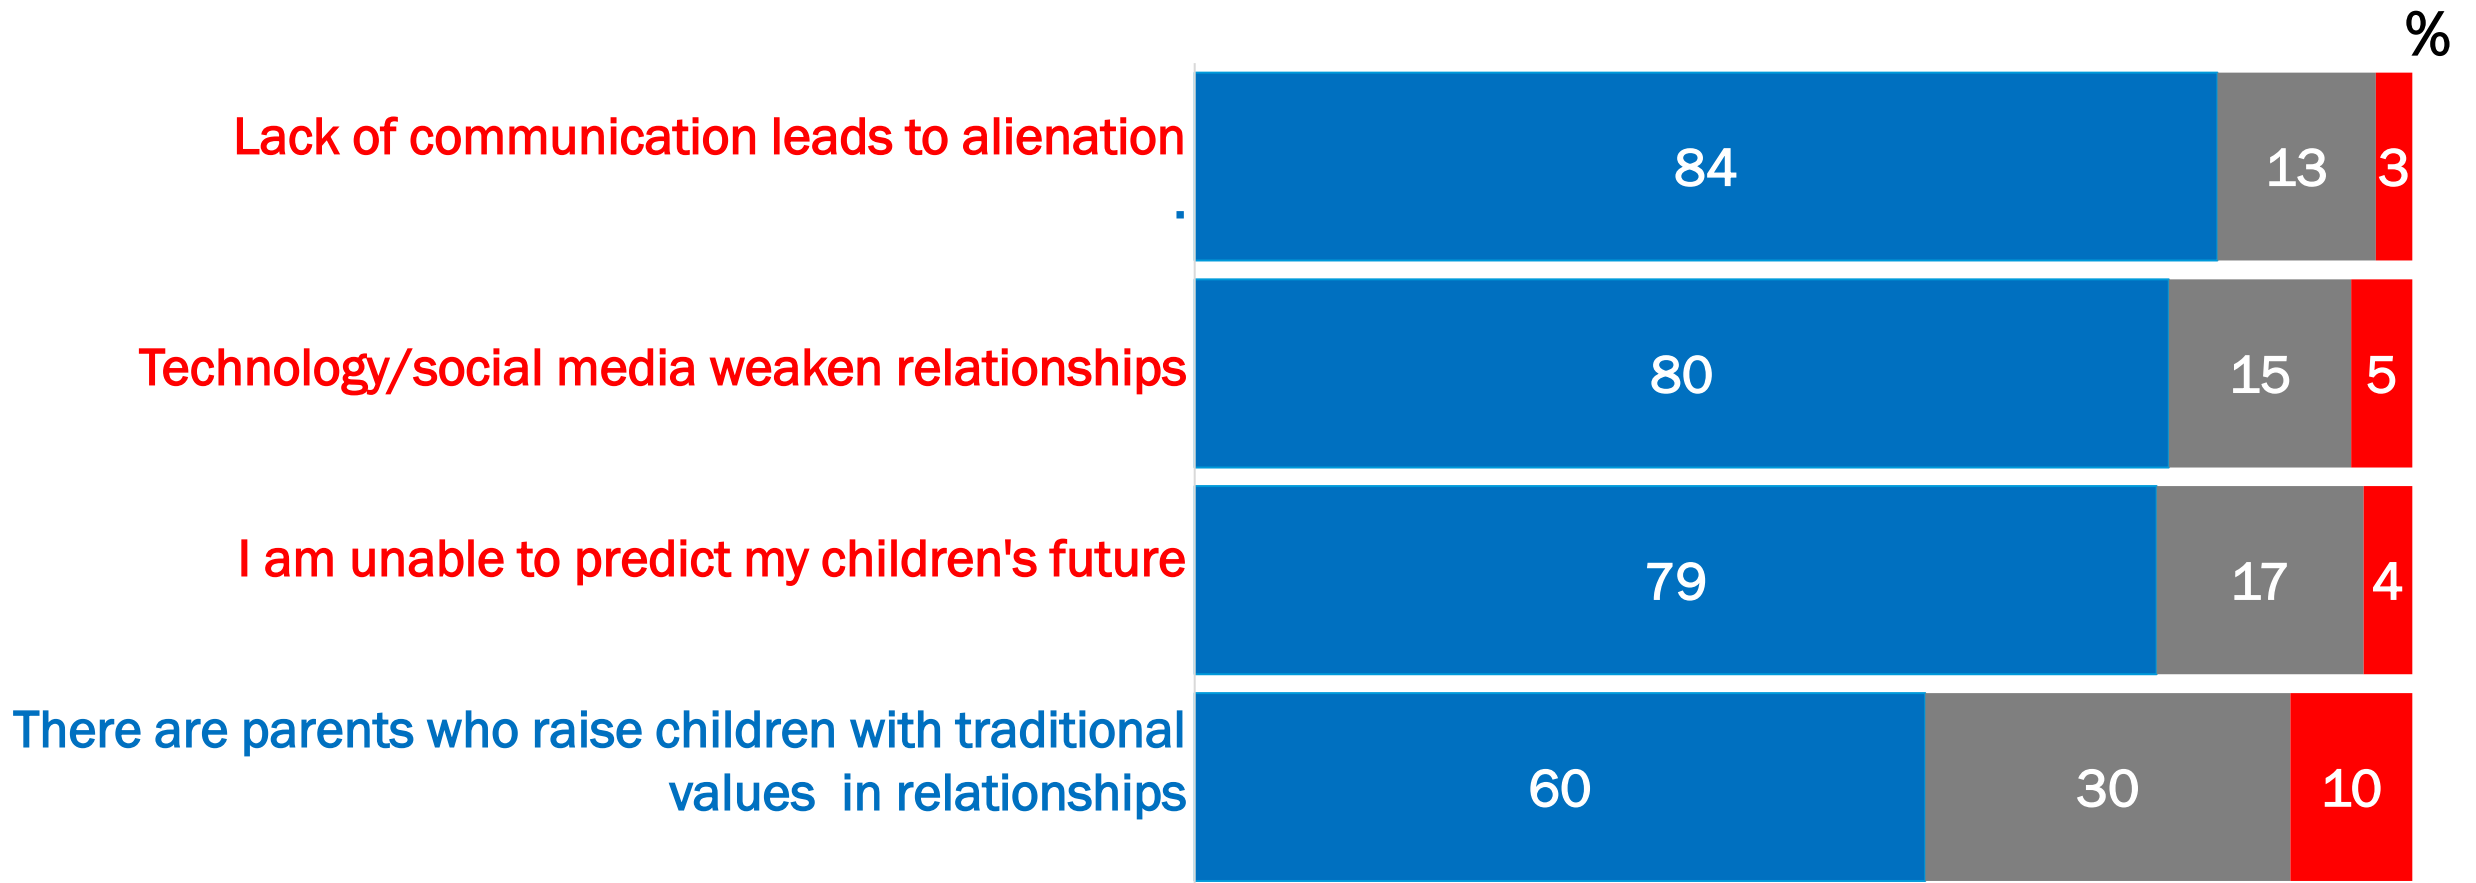 %
Lack of communication leads to alienation
.
84 13 3
Technology/social media weaken relationships
80 15 5
I am unable to predict my children's future
79 17 4
There are parents who raise children with traditional
values  in relationships
60 30 10